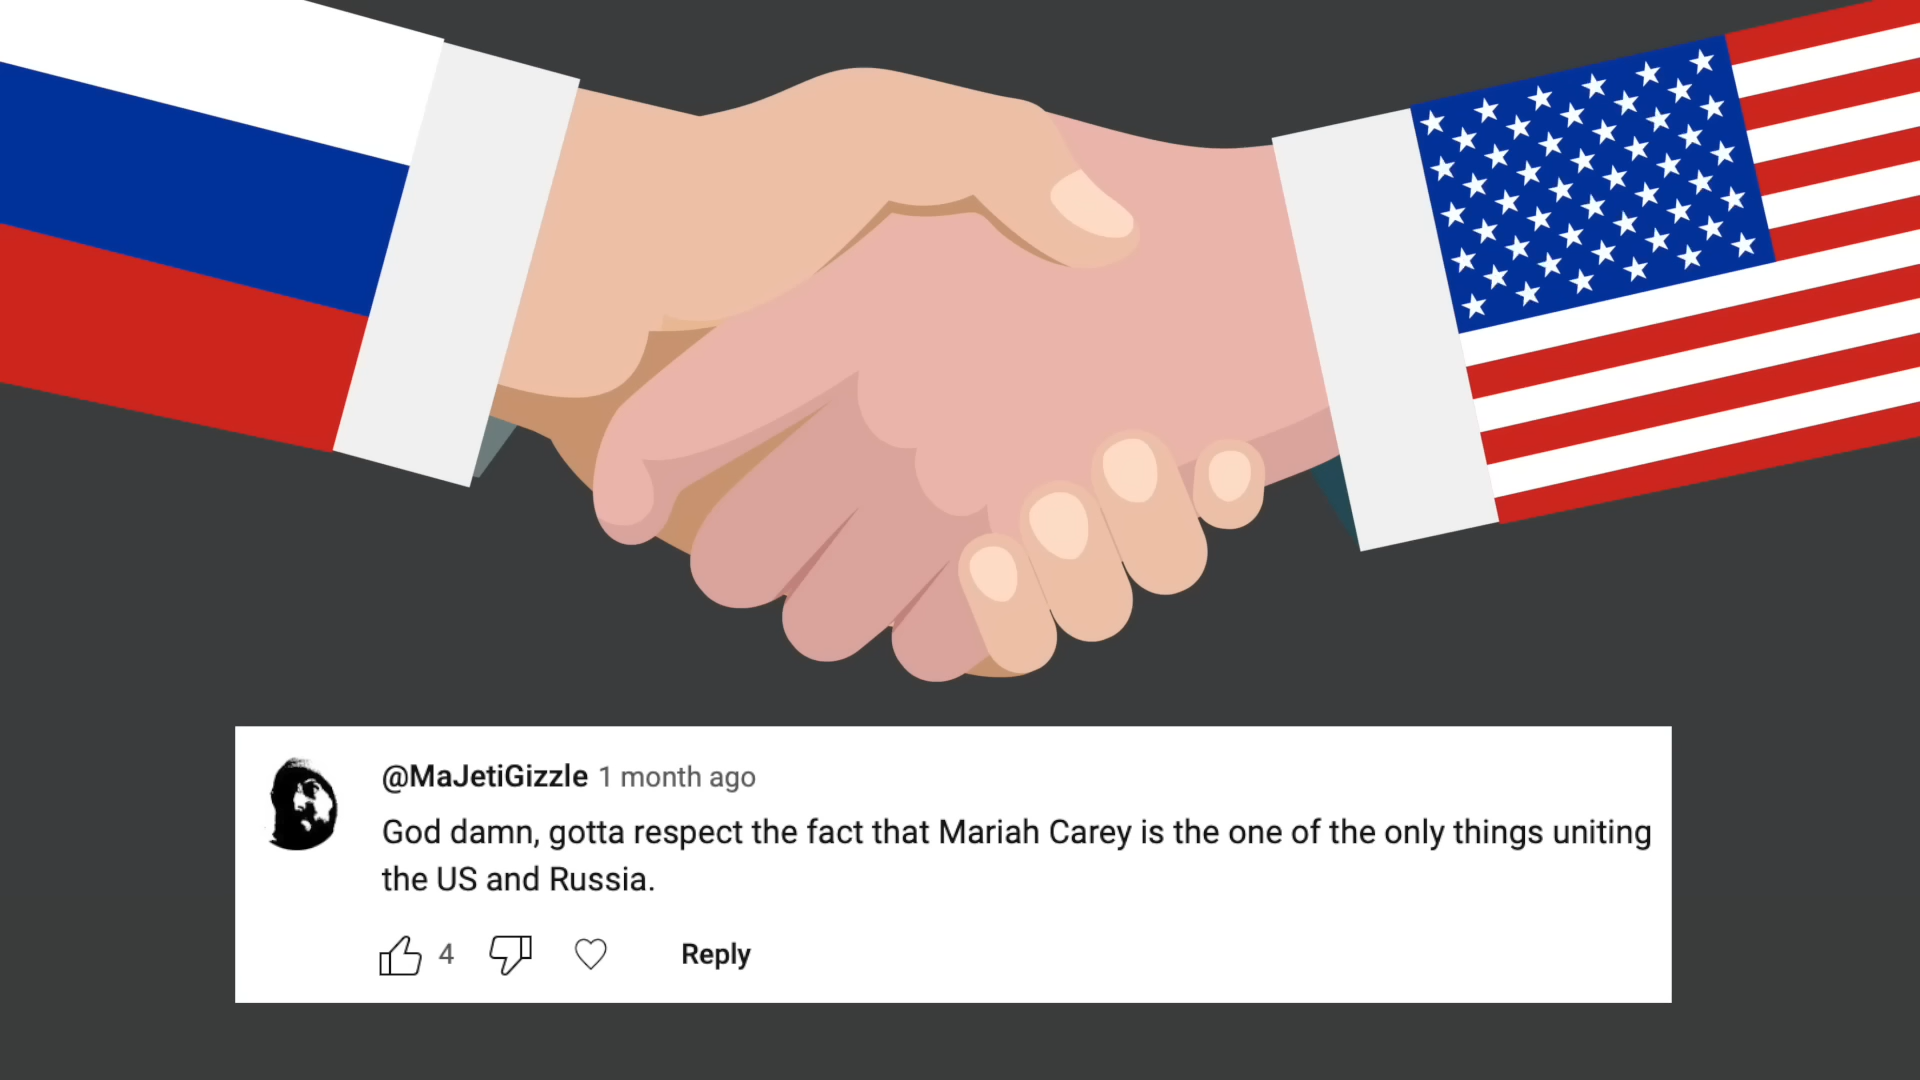 @MaJetiGizzle 1 month ago
God damn, gotta respect the fact that Mariah Carey is the one of the only things uniting
the US and Russia.
4 Reply